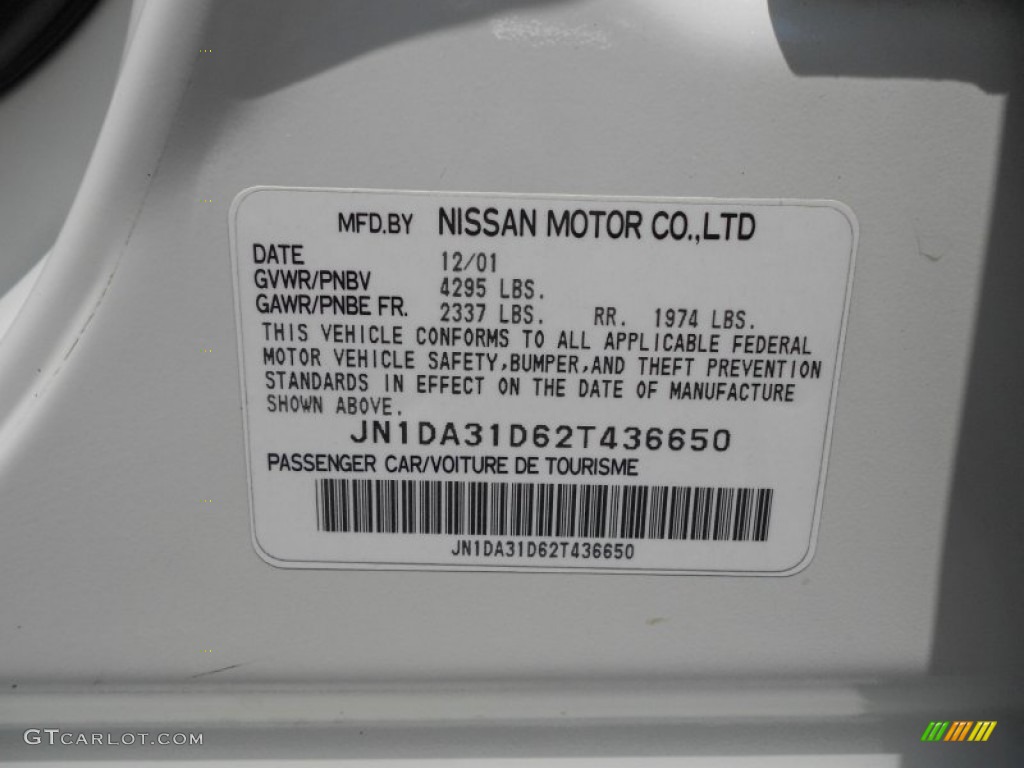 MFD.BY NISSAN MOTOR CO.,LTD
DATE 12/01
GVWR/PNBV 4295 LBS.
GAWR/PNBE FR. 2337 LBS. RR. 1974 LBS.
THIS VEHICLE CONFORMS TO ALL APPLICABLE FEDERAL
MOTOR VEHICLE SAFETY,BUMPER,AND THEFT PREVENTION
STANDARDS IN EFFECT ON THE DATE OF MANUFACTURE
SHOWN ABOVE.
JN1DA31D62T436650
PASSENGER CAR/VOITURE DE TOURISME
JN1DA31D62T436650
GTCARLOT.COM